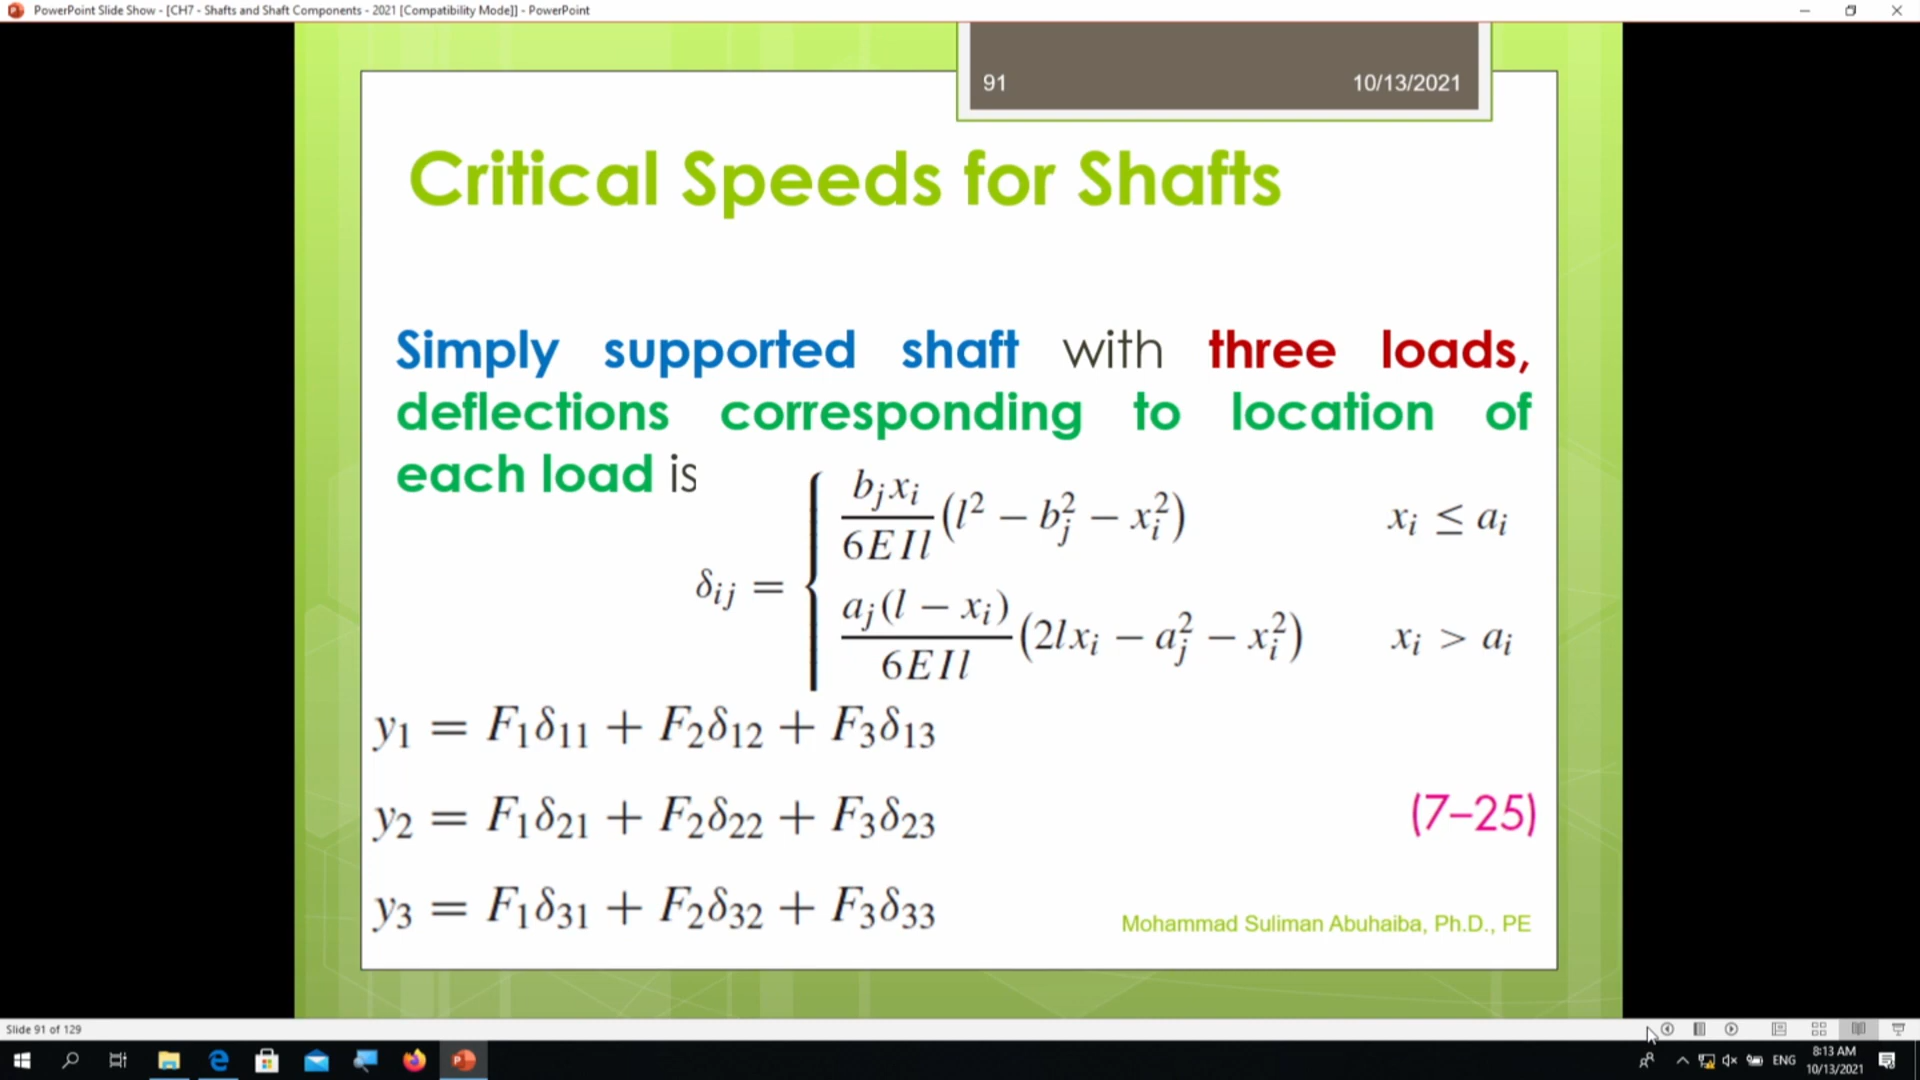 PowerPoint Slide Show - [CH7 - Shafts and Shaft Components - 2021 [Compatibility Mode]] - PowerPoint
91 10/13/2021
Critical Speeds for Shafts
Simply supported shaft with three loads,
deflections corresponding to location of
each load is
δij = { bjxi/6EIl (l² − bj² − xi²) xi ≤ ai
aj(l − xi)/6EIl (2lxi − aj² − xi²) xi > ai
y1 = F1δ11 + F2δ12 + F3δ13
y2 = F1δ21 + F2δ22 + F3δ23 (7–25)
y3 = F1δ31 + F2δ32 + F3δ33
Mohammad Suliman Abuhaiba, Ph.D., PE
Slide 91 of 129
ENG 8:13 AM
10/13/2021